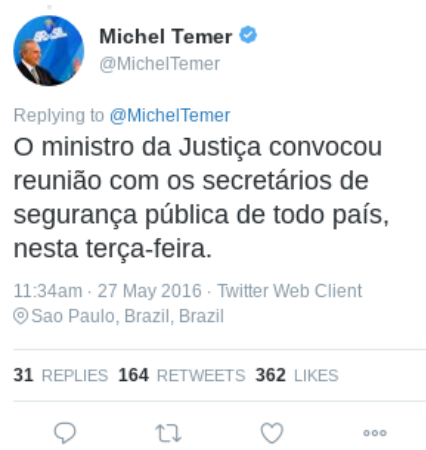 Michel Temer
@MichelTemer
Replying to @MichelTemer
O ministro da Justiça convocou
reunião com os secretários de
segurança pública de todo país,
nesta terça-feira.
11:34am · 27 May 2016 · Twitter Web Client
Sao Paulo, Brazil, Brazil
31 REPLIES 164 RETWEETS 362 LIKES